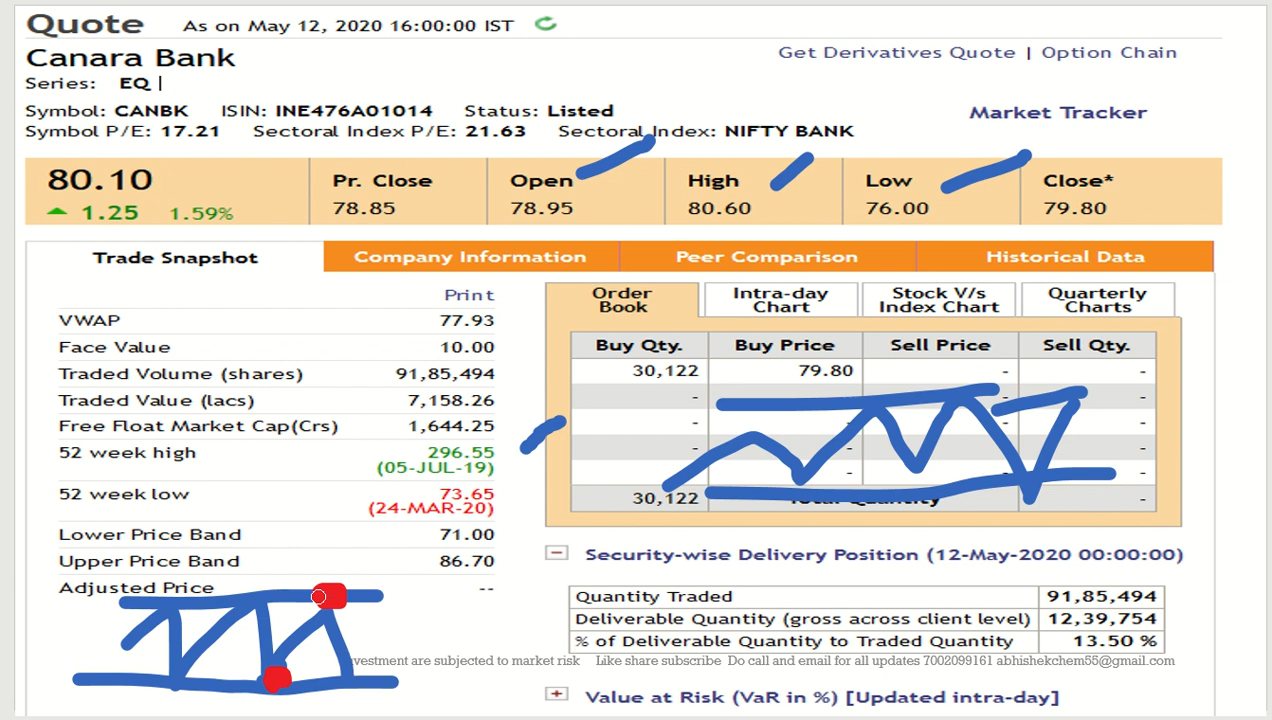 Quote As on May 12, 2020 16:00:00 IST
Canara Bank Get Derivatives Quote | Option Chain
Series: EQ |
Symbol: CANBK ISIN: INE476A01014 Status: Listed Market Tracker
Symbol P/E: 17.21 Sectoral Index P/E: 21.63 Sectoral Index: NIFTY BANK
80.10 Pr. Close Open High Low Close*
1.25 1.59% 78.85 78.95 80.60 76.00 79.80
Trade Snapshot Company Information Peer Comparison Historical Data
Print
VWAP 77.93
Face Value 10.00
Traded Volume (shares) 91,85,494
Traded Value (lacs) 7,158.26
Free Float Market Cap(Crs) 1,644.25
52 week high 296.55
(05-JUL-19)
52 week low 73.65
(24-MAR-20)
Lower Price Band 71.00
Upper Price Band 86.70
Adjusted Price --
Order Intra-day Stock V/s Quarterly
Book Chart Index Chart Charts
Buy Qty. Buy Price Sell Price Sell Qty.
30,122 79.80 - -
- - -
- - -
- - -
- - -
30,122 Total Quantity -
Security-wise Delivery Position (12-May-2020 00:00:00)
Quantity Traded 91,85,494
Deliverable Quantity (gross across client level) 12,39,754
% of Deliverable Quantity to Traded Quantity 13.50 %
vestment are subjected to market risk Like share subscribe Do call and email for all updates 7002099161 abhishekchem55@gmail.com
Value at Risk (VaR in %) [Updated intra-day]